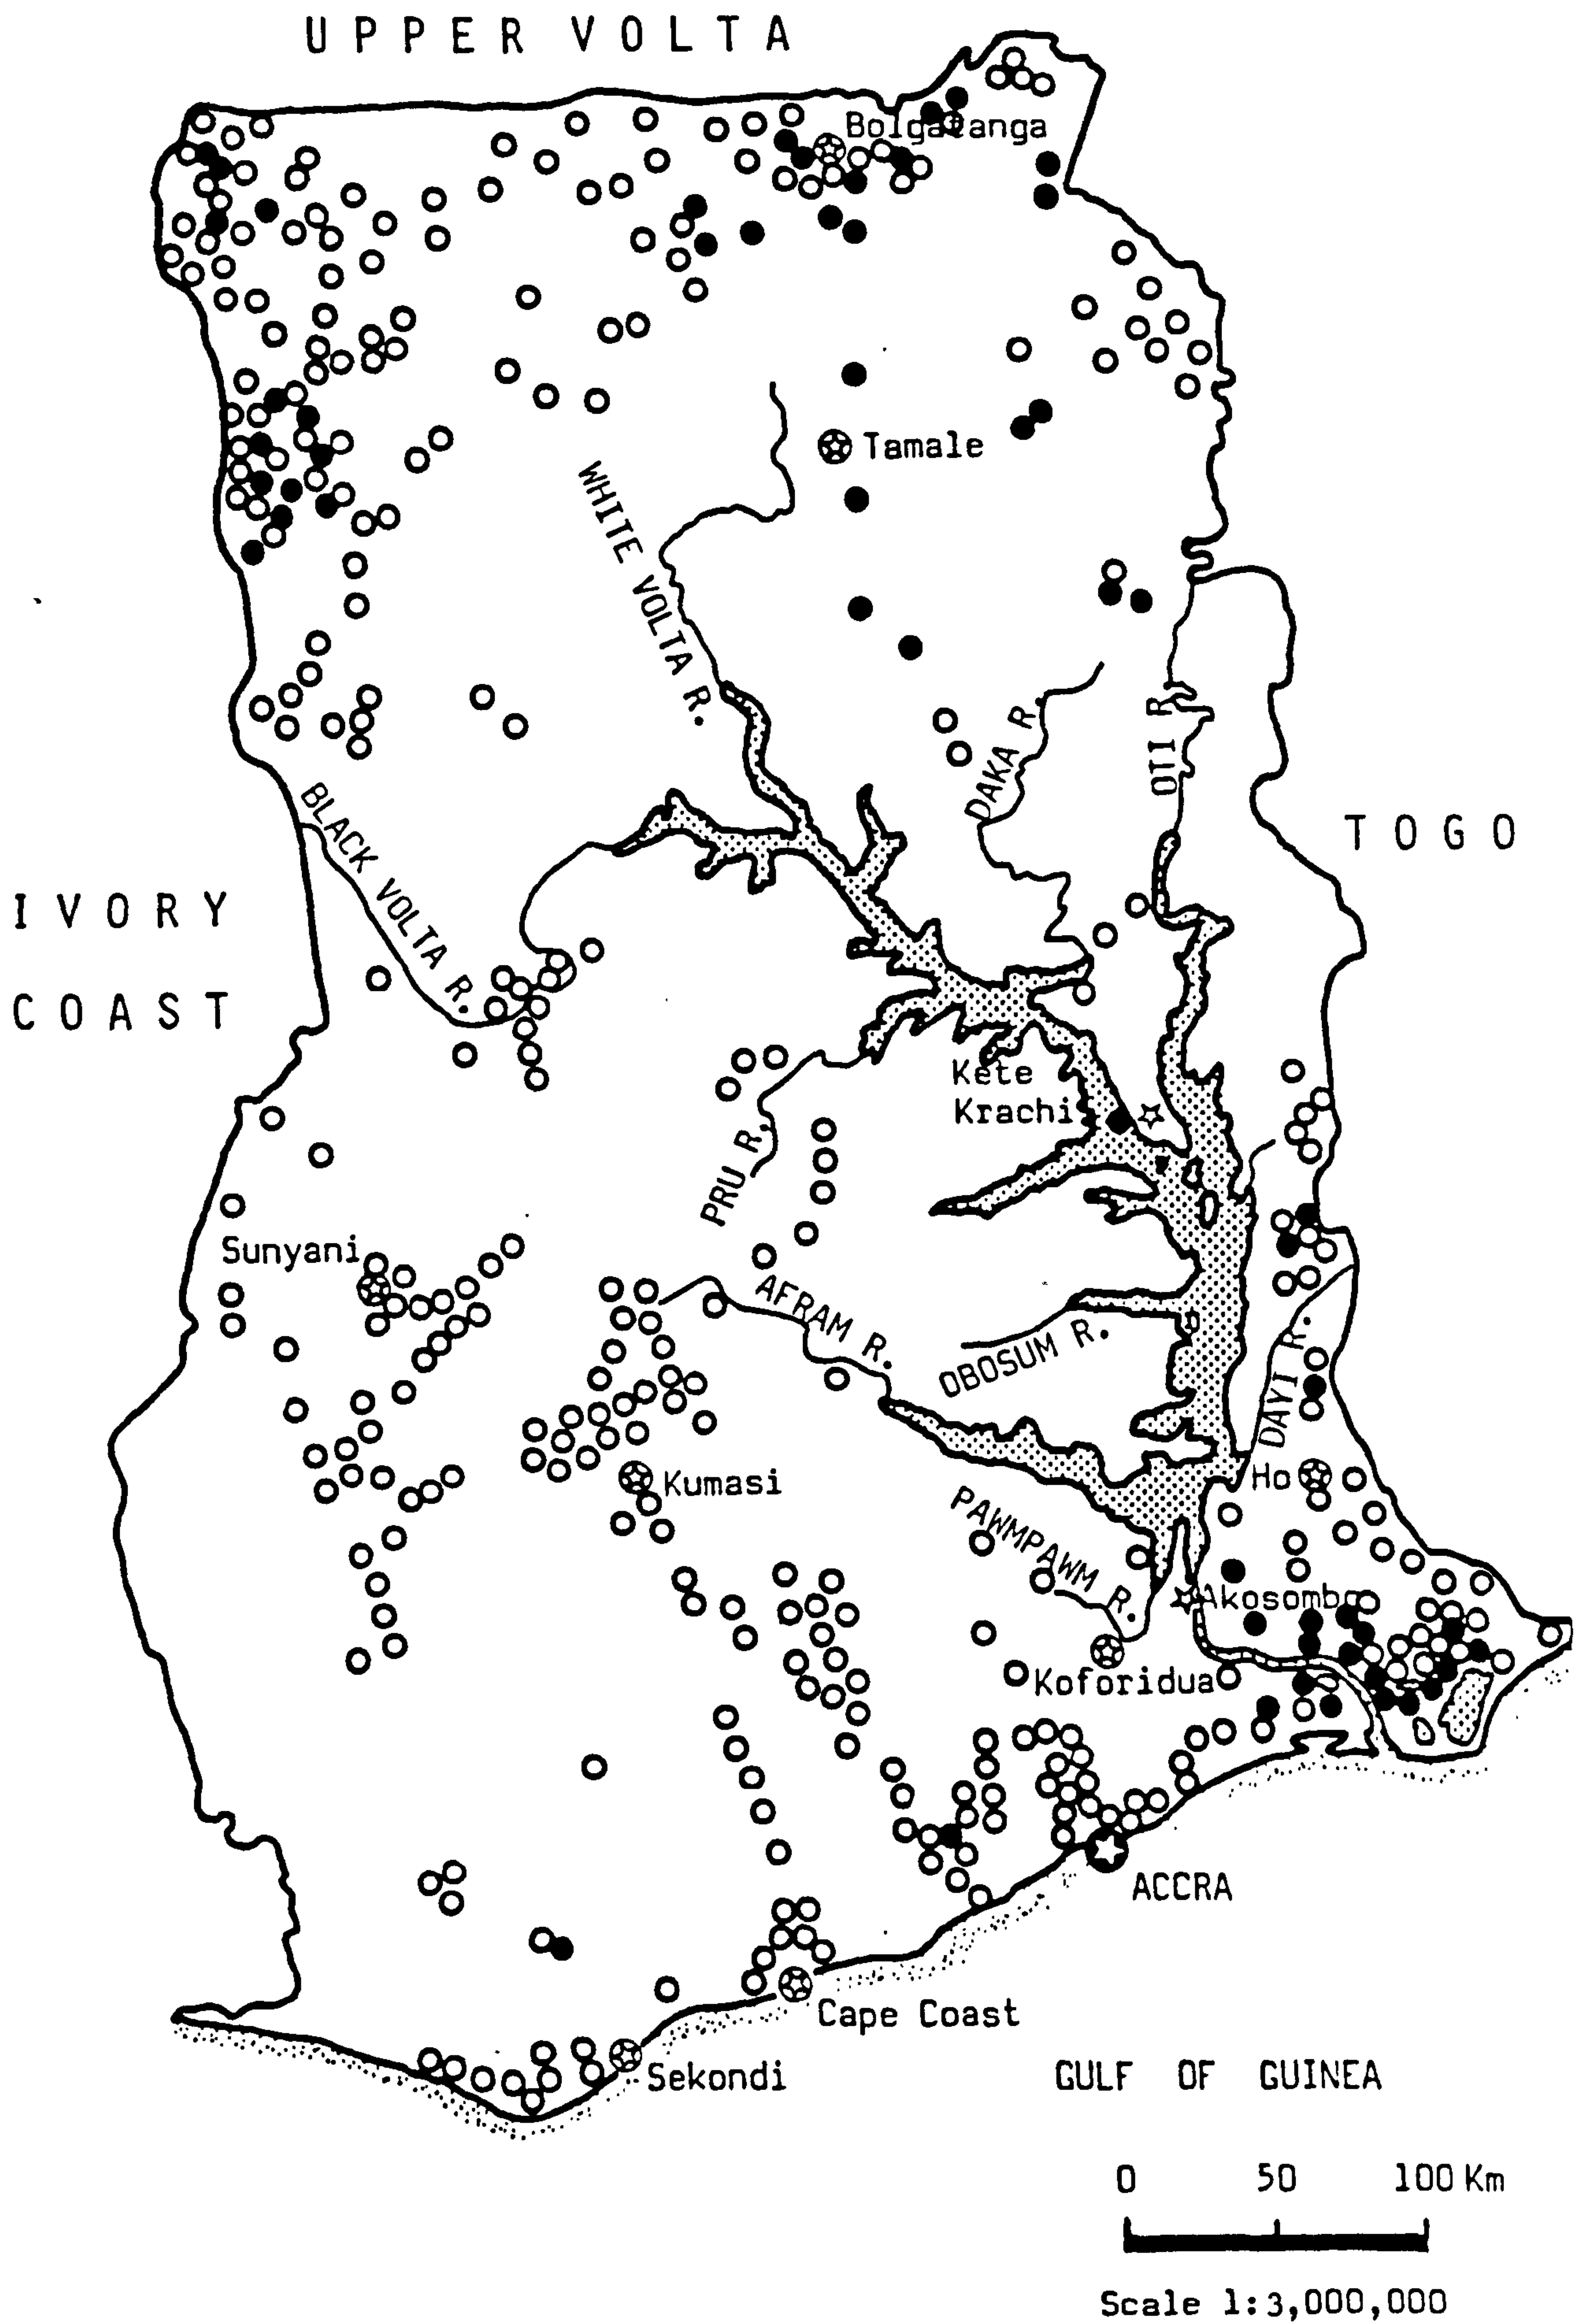 UPPER VOLTA
Bolgatanga
Tamale
WHITE VOLTA R.
DAKA R.
OTI R.
TOGO
BLACK VOLTA R.
IVORY
COAST
Kete
Krachi
PRU R.
Sunyani
AFRAM R.
OBOSUM R.
DAYI R.
Kumasi
Ho
PAWMPAWM R.
Akosombo
Koforidua
ACCRA
Cape Coast
Sekondi
GULF OF GUINEA
0 50 100 Km
Scale 1:3,000,000